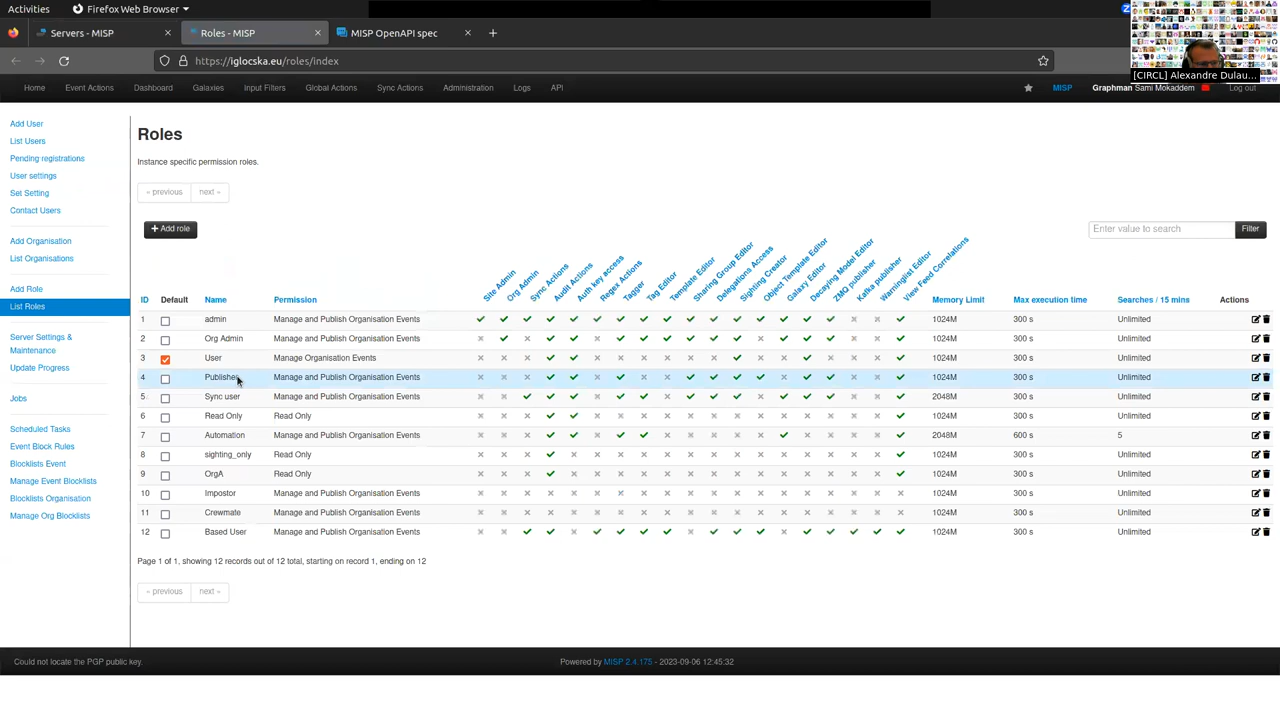 Activities Firefox Web Browser
Servers - MISP Roles - MISP MISP OpenAPI spec
https://iglocska.eu/roles/index
[CIRCL] Alexandre Dulau...
Home Event Actions Dashboard Galaxies Input Filters Global Actions Sync Actions Administration Logs API MISP Graphman Sami Mokaddem Log out
Add User
List Users
Pending registrations
User settings
Set Setting
Contact Users
Add Organisation
List Organisations
Add Role
List Roles
Server Settings &
Maintenance
Update Progress
Jobs
Scheduled Tasks
Event Block Rules
Blocklists Event
Manage Event Blocklists
Blocklists Organisation
Manage Org Blocklists
Roles
Instance specific permission roles.
« previous next »
+ Add role Enter value to search Filter
ID Default Name Permission Site Admin Org Admin Sync Actions Audit Actions Auth key access Regex Actions Tagger Tag Editor Template Editor Sharing Group Editor Delegations Access Sighting Creator Object Template Editor Galaxy Editor Decaying Model Editor ZMQ publisher Kafka publisher Warninglist Editor View Feed Correlations Memory Limit Max execution time Searches / 15 mins Actions
1 admin Manage and Publish Organisation Events 1024M 300 s Unlimited
2 Org Admin Manage and Publish Organisation Events 1024M 300 s Unlimited
3 User Manage Organisation Events 1024M 300 s Unlimited
4 Publisher Manage and Publish Organisation Events 1024M 300 s Unlimited
5 Sync user Manage and Publish Organisation Events 2048M 300 s Unlimited
6 Read Only Read Only 1024M 300 s Unlimited
7 Automation Manage and Publish Organisation Events 2048M 600 s 5
8 sighting_only Read Only 1024M 300 s Unlimited
9 OrgA Read Only 1024M 300 s Unlimited
10 Impostor Manage and Publish Organisation Events 1024M 300 s Unlimited
11 Crewmate Manage and Publish Organisation Events 1024M 300 s Unlimited
12 Based User Manage and Publish Organisation Events 1024M 300 s Unlimited
Page 1 of 1, showing 12 records out of 12 total, starting on record 1, ending on 12
« previous next »
Could not locate the PGP public key. Powered by MISP 2.4.175 - 2023-09-06 12:45:32